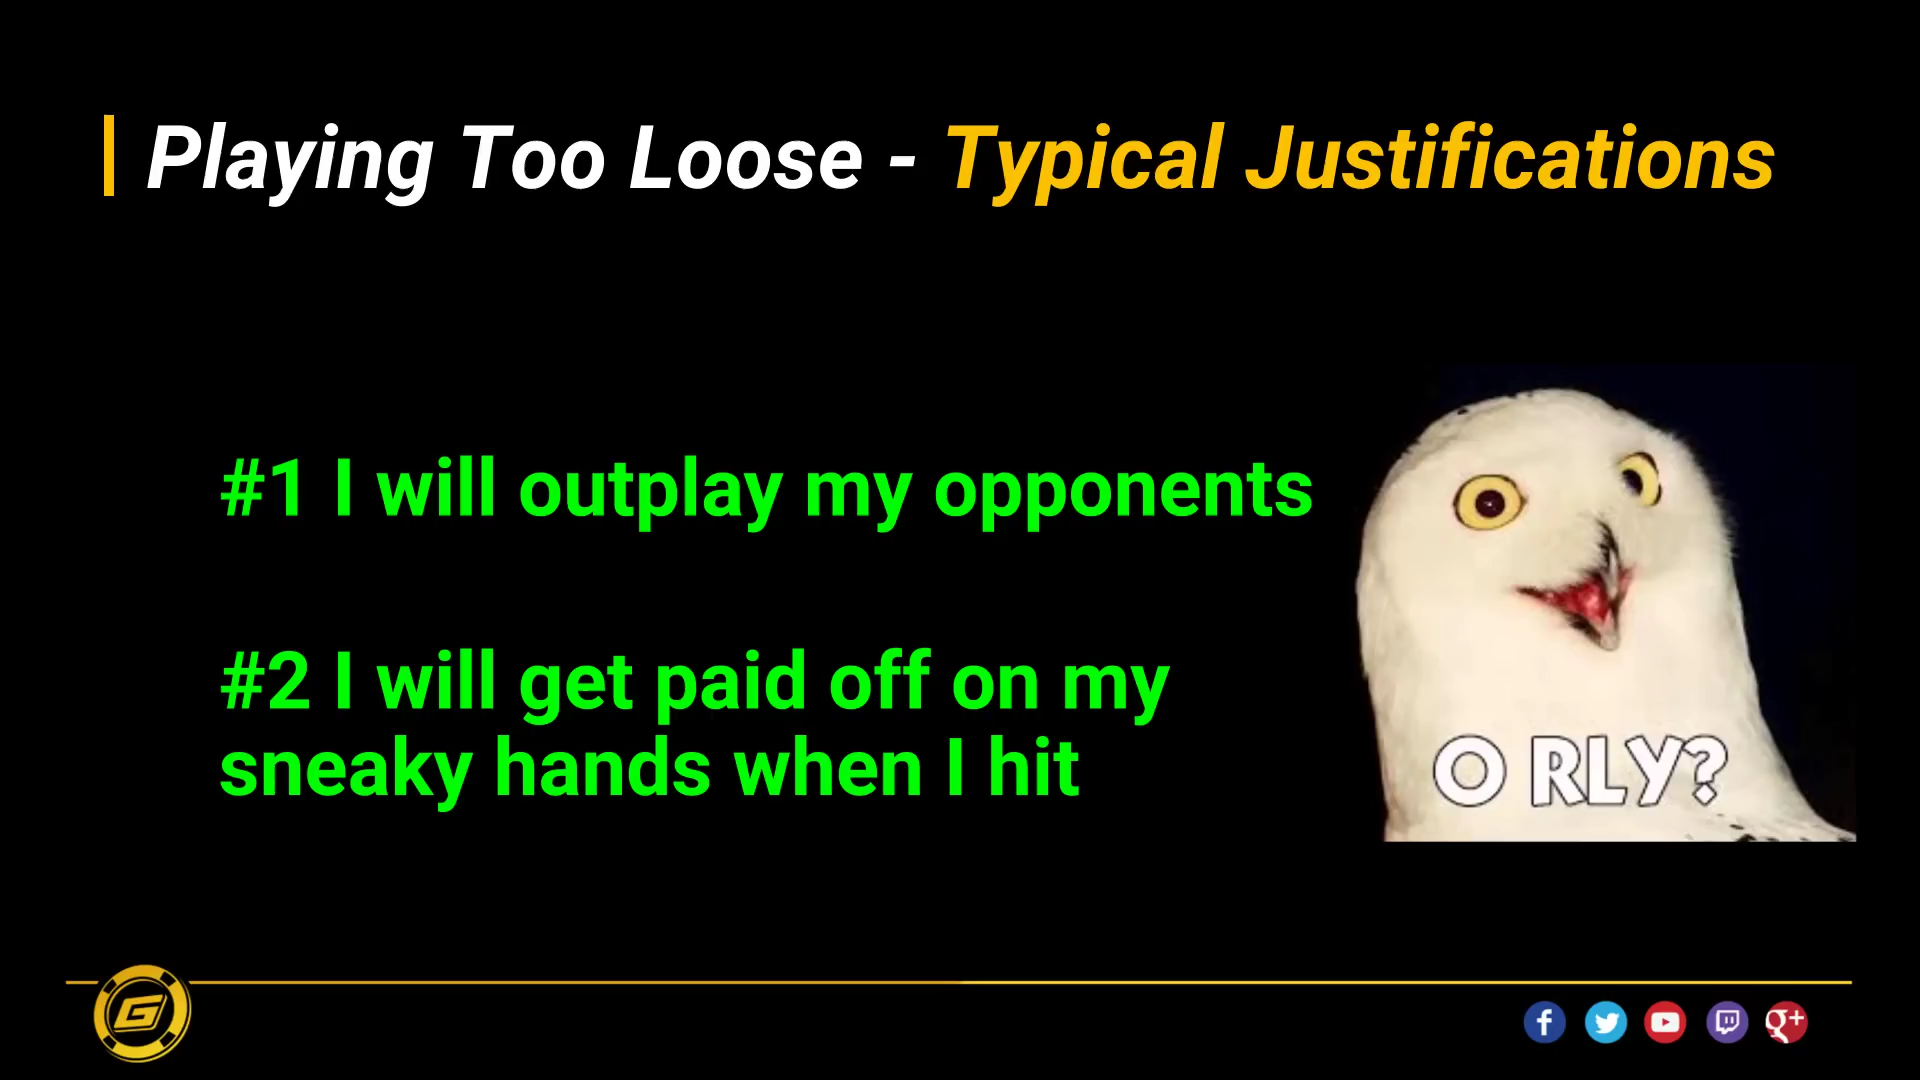 Playing Too Loose - Typical Justifications
#1 I will outplay my opponents
#2 I will get paid off on my
sneaky hands when I hit
O RLY?
G
f
g+